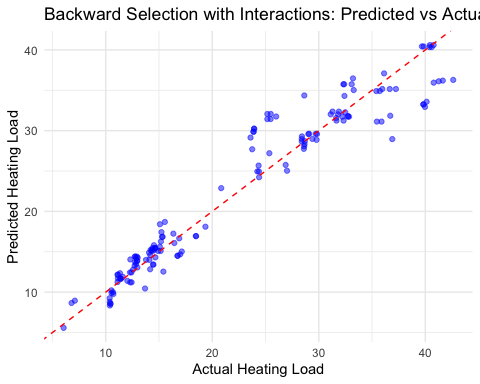 Backward Selection with Interactions: Predicted vs Actua
Predicted Heating Load
40
30
20
10
10 20 30 40
Actual Heating Load